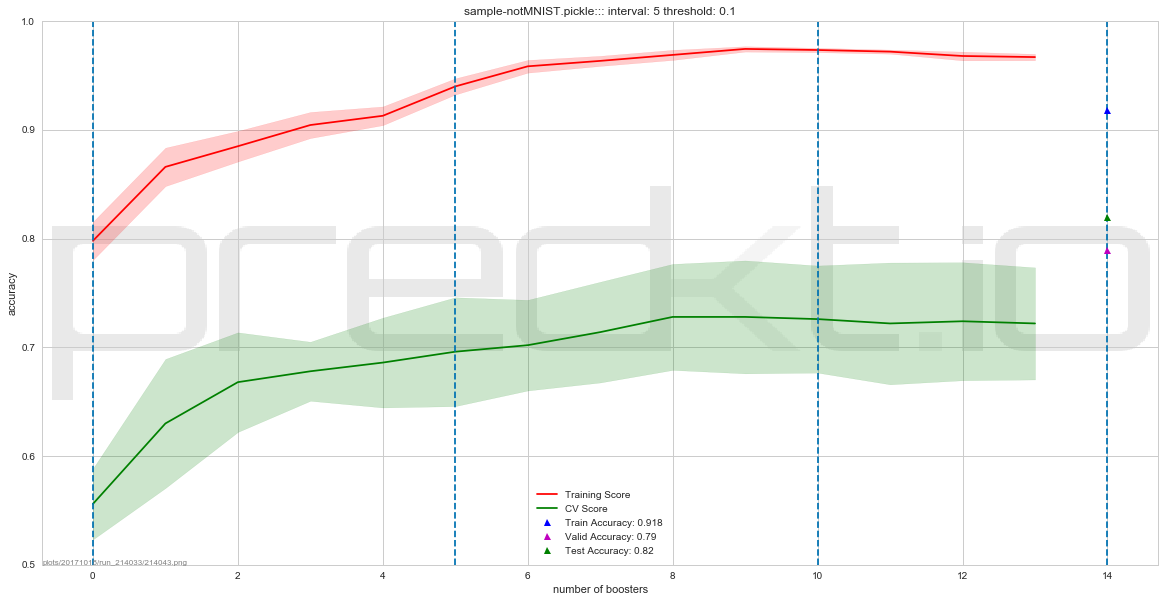 sample-notMNIST.pickle::: interval: 5 threshold: 0.1
1.0
0.9
0.8
0.7
0.6
0.5
accuracy
predkt.io
Training Score
CV Score
Train Accuracy: 0.918
Valid Accuracy: 0.79
Test Accuracy: 0.82
0 2 4 6 8 10 12 14
number of boosters